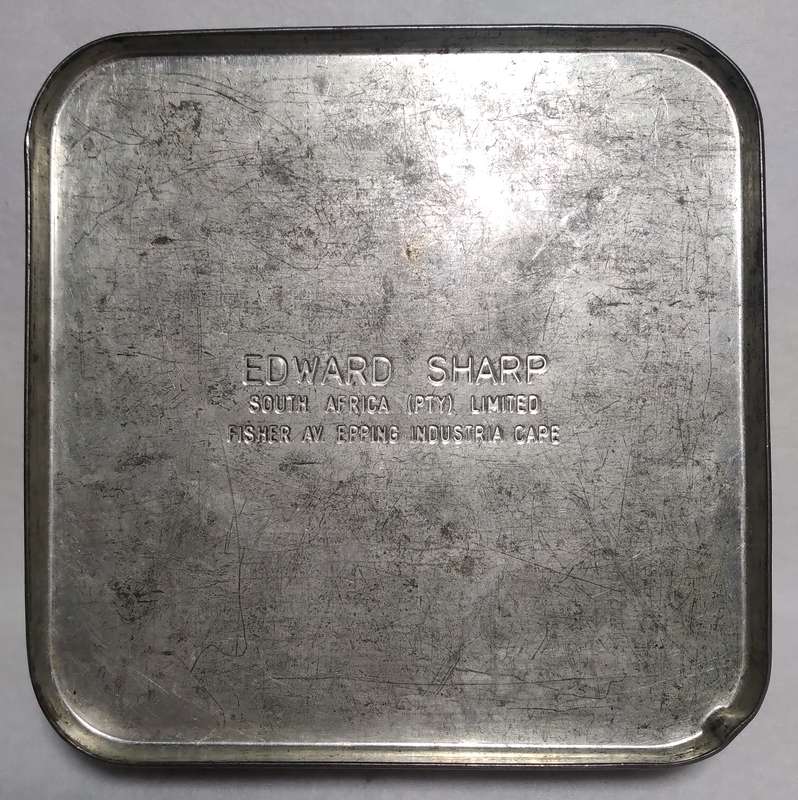 EDWARD SHARP
SOUTH AFRICA (PTY) LIMITED
FISHER AV. EPPING INDUSTRIA CAPE